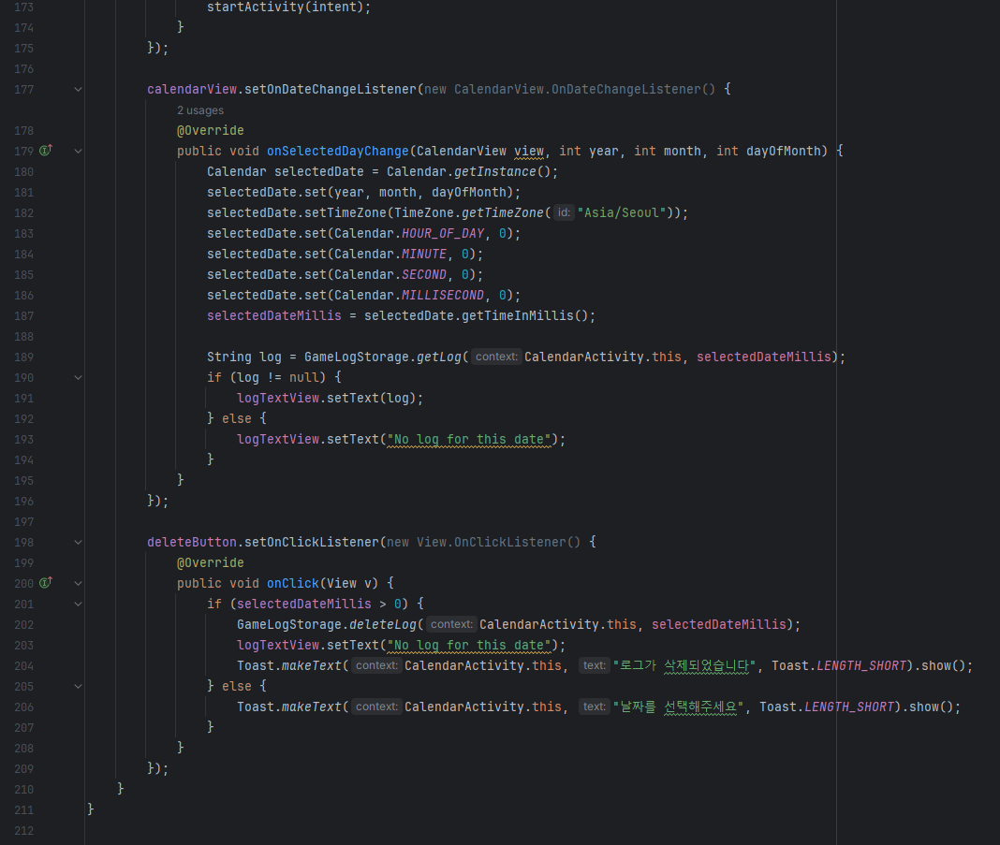 173 startActivity(intent);
174 }
175 });
176
177 calendarView.setOnDateChangeListener(new CalendarView.OnDateChangeListener() {
2 usages
178 @Override
179 public void onSelectedDayChange(CalendarView view, int year, int month, int dayOfMonth) {
180 Calendar selectedDate = Calendar.getInstance();
181 selectedDate.set(year, month, dayOfMonth);
182 selectedDate.setTimeZone(TimeZone.getTimeZone( id: "Asia/Seoul"));
183 selectedDate.set(Calendar.HOUR_OF_DAY, 0);
184 selectedDate.set(Calendar.MINUTE, 0);
185 selectedDate.set(Calendar.SECOND, 0);
186 selectedDate.set(Calendar.MILLISECOND, 0);
187 selectedDateMillis = selectedDate.getTimeInMillis();
188
189 String log = GameLogStorage.getLog( context: CalendarActivity.this, selectedDateMillis);
190 if (log != null) {
191 logTextView.setText(log);
192 } else {
193 logTextView.setText("No log for this date");
194 }
195 }
196 });
197
198 deleteButton.setOnClickListener(new View.OnClickListener() {
199 @Override
200 public void onClick(View v) {
201 if (selectedDateMillis > 0) {
202 GameLogStorage.deleteLog( context: CalendarActivity.this, selectedDateMillis);
203 logTextView.setText("No log for this date");
204 Toast.makeText( context: CalendarActivity.this, text: "로그가 삭제되었습니다", Toast.LENGTH_SHORT).show();
205 } else {
206 Toast.makeText( context: CalendarActivity.this, text: "날짜를 선택해주세요", Toast.LENGTH_SHORT).show();
207 }
208 }
209 });
210 }
211 }
212